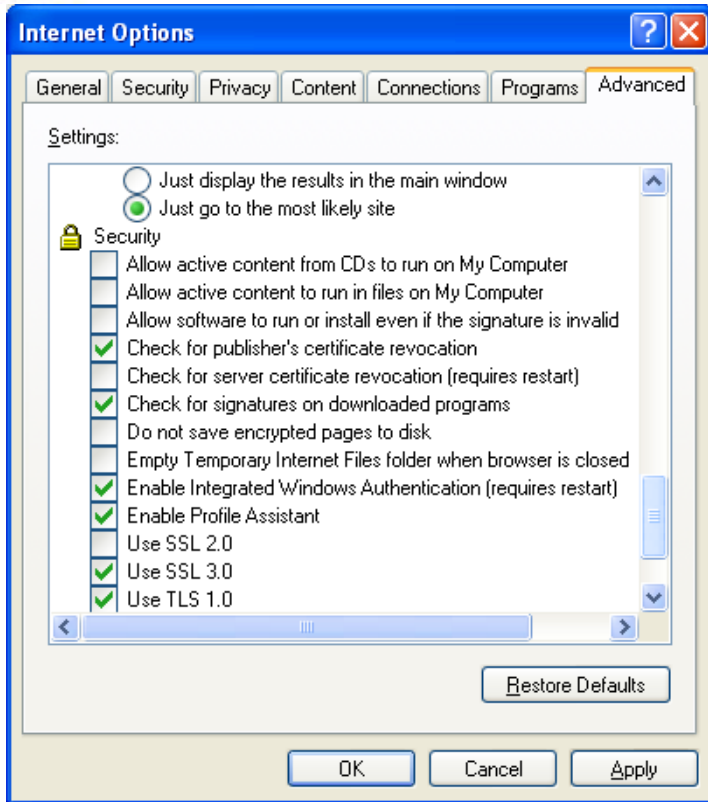 Internet Options
General Security Privacy Content Connections Programs Advanced
Settings:
Just display the results in the main window
Just go to the most likely site
Security
Allow active content from CDs to run on My Computer
Allow active content to run in files on My Computer
Allow software to run or install even if the signature is invalid
Check for publisher's certificate revocation
Check for server certificate revocation (requires restart)
Check for signatures on downloaded programs
Do not save encrypted pages to disk
Empty Temporary Internet Files folder when browser is closed
Enable Integrated Windows Authentication (requires restart)
Enable Profile Assistant
Use SSL 2.0
Use SSL 3.0
Use TLS 1.0
Restore Defaults
OK Cancel Apply